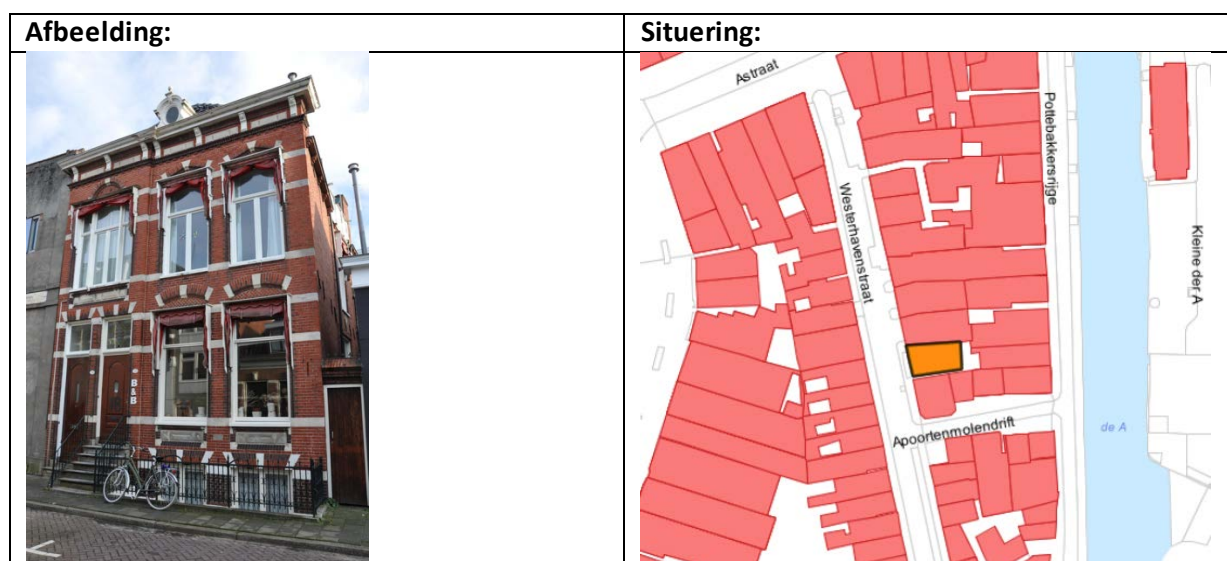 Afbeelding:
Situering:
B&B
Astraat
Westerhavenstraat
Pottebakkersrijge
Kleine der A
Apoortenmolendrift
de A